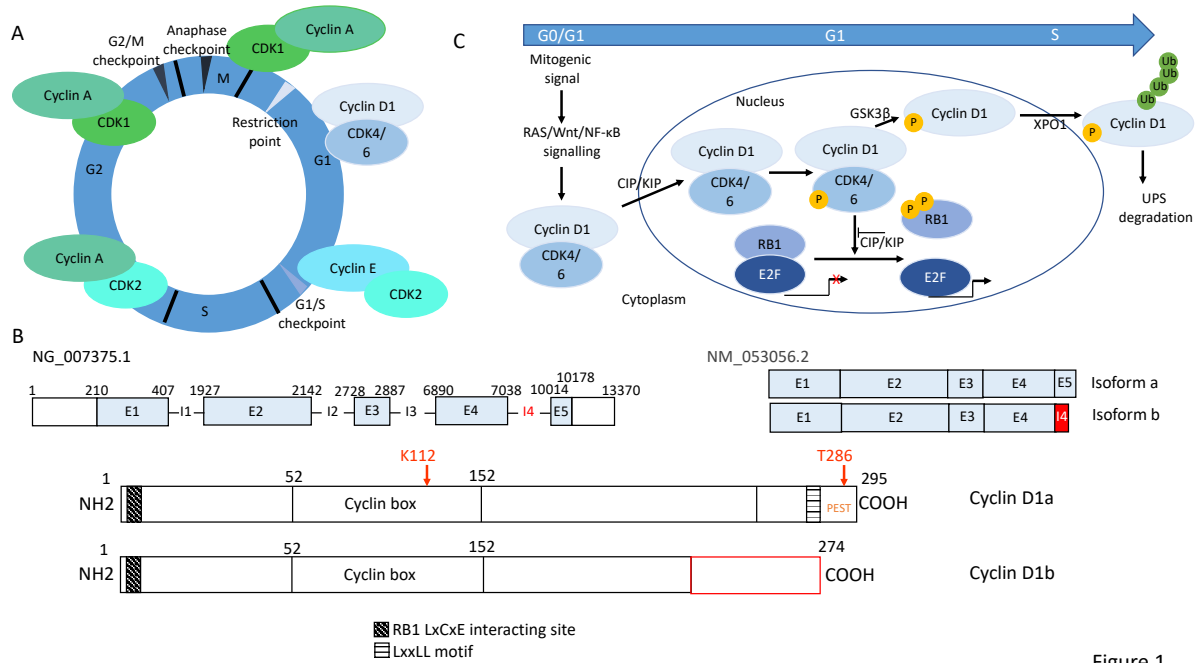 A
Anaphase
checkpoint
G2/M
checkpoint
CDK1
Cyclin A
M
Cyclin A
CDK1
Restriction
point
Cyclin D1
CDK4/
6
G1
G2
Cyclin A
CDK2
S
G1/S
checkpoint
Cyclin E
CDK2
C
G0/G1
G1
S
Mitogenic
signal
RAS/Wnt/NF-κB
signalling
Cyclin D1
CDK4/
6
CIP/KIP
Nucleus
Cyclin D1
CDK4/
6
Cyclin D1
CDK4/
6
P
GSK3β
Cyclin D1
P
XPO1
Cyclin D1
P
Ub
Ub
Ub
Ub
UPS
degradation
P
P
RB1
CIP/KIP
RB1
E2F
X
E2F
Cytoplasm
B
NG_007375.1
1
210
407
1927
2142
2728
2887
6890
7038
10014
10178
13370
E1
I1
E2
I2
E3
I3
E4
I4
E5
NM_053056.2
E1
E2
E3
E4
E5
Isoform a
E1
E2
E3
E4
I4
Isoform b
K112
T286
1
52
152
295
NH2
Cyclin box
PEST
COOH
Cyclin D1a
1
52
152
274
NH2
Cyclin box
COOH
Cyclin D1b
RB1 LxCxE interacting site
LxxLL motif
Figure 1